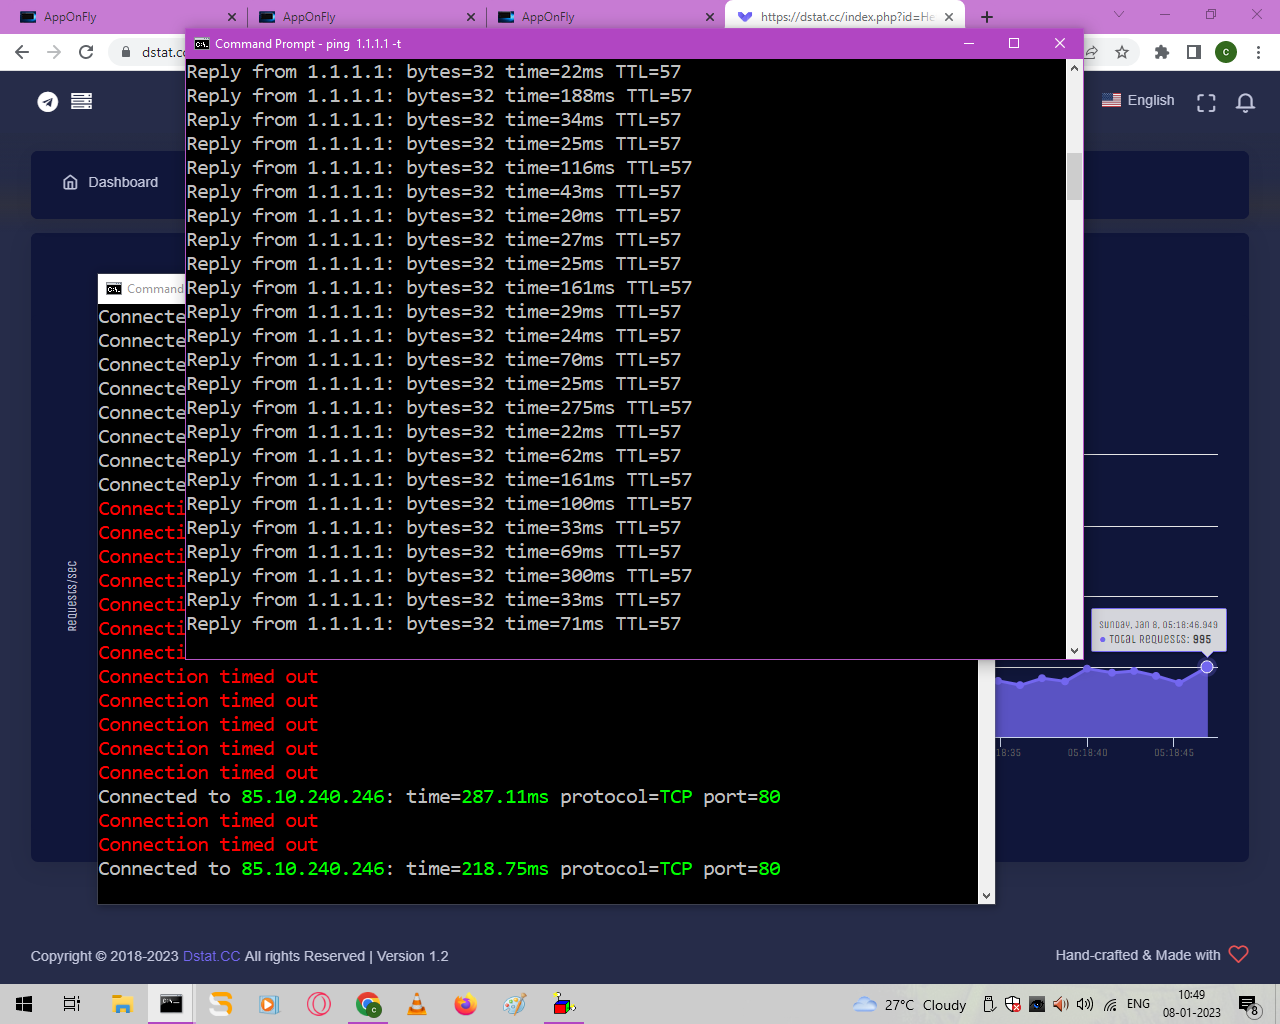 AppOnFly
AppOnFly
AppOnFly
https://dstat.cc/index.php?id=He
dstat.cc
C
Command Prompt - ping 1.1.1.1 -t
English
Dashboard
Reply from 1.1.1.1: bytes=32 time=22ms TTL=57
Reply from 1.1.1.1: bytes=32 time=188ms TTL=57
Reply from 1.1.1.1: bytes=32 time=34ms TTL=57
Reply from 1.1.1.1: bytes=32 time=25ms TTL=57
Reply from 1.1.1.1: bytes=32 time=116ms TTL=57
Reply from 1.1.1.1: bytes=32 time=43ms TTL=57
Reply from 1.1.1.1: bytes=32 time=20ms TTL=57
Reply from 1.1.1.1: bytes=32 time=27ms TTL=57
Reply from 1.1.1.1: bytes=32 time=25ms TTL=57
Reply from 1.1.1.1: bytes=32 time=161ms TTL=57
Reply from 1.1.1.1: bytes=32 time=29ms TTL=57
Reply from 1.1.1.1: bytes=32 time=24ms TTL=57
Reply from 1.1.1.1: bytes=32 time=70ms TTL=57
Reply from 1.1.1.1: bytes=32 time=25ms TTL=57
Reply from 1.1.1.1: bytes=32 time=275ms TTL=57
Reply from 1.1.1.1: bytes=32 time=22ms TTL=57
Reply from 1.1.1.1: bytes=32 time=62ms TTL=57
Reply from 1.1.1.1: bytes=32 time=161ms TTL=57
Reply from 1.1.1.1: bytes=32 time=100ms TTL=57
Reply from 1.1.1.1: bytes=32 time=33ms TTL=57
Reply from 1.1.1.1: bytes=32 time=69ms TTL=57
Reply from 1.1.1.1: bytes=32 time=300ms TTL=57
Reply from 1.1.1.1: bytes=32 time=33ms TTL=57
Reply from 1.1.1.1: bytes=32 time=71ms TTL=57
Command
Connecte
Connecte
Connecte
Connecte
Connecte
Connecte
Connecte
Connecte
Connecti
Connecti
Connecti
Connecti
Connecti
Connecti
Connecti
Connection timed out
Connection timed out
Connection timed out
Connection timed out
Connection timed out
Connected to 85.10.240.246: time=287.11ms protocol=TCP port=80
Connection timed out
Connection timed out
Connected to 85.10.240.246: time=218.75ms protocol=TCP port=80
Requests/sec
Sunday, Jan 8, 05:18:46.949
Total Requests: 995
18:35
05:18:40
05:18:45
Copyright © 2018-2023 Dstat.CC All rights Reserved | Version 1.2
Hand-crafted & Made with
27°C Cloudy
ENG
10:49
08-01-2023
8